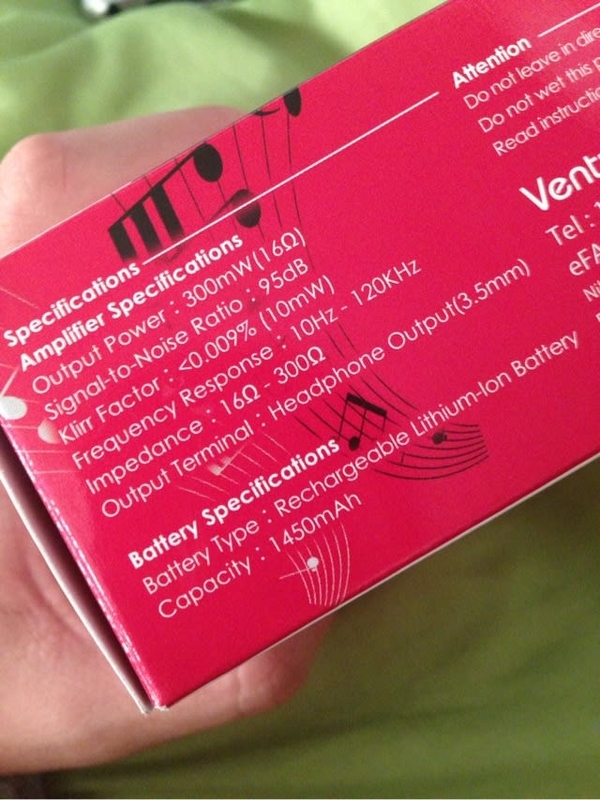 Specifications
Amplifier Specifications
Output Power : 300mW(16Ω)
Signal-to-Noise Ratio : 95dB
Klirr Factor : <0.009% (10mW)
Frequency Response : 10Hz - 120KHz
Impedance : 16Ω - 300Ω
Output Terminal : Headphone Output(3.5mm)
Battery Specifications
Battery Type : Rechargeable Lithium-Ion Battery
Capacity : 1450mAh
Attention
Do not leave in dire
Do not wet this p
Read instructio
Vent
Tel : 1
eFA